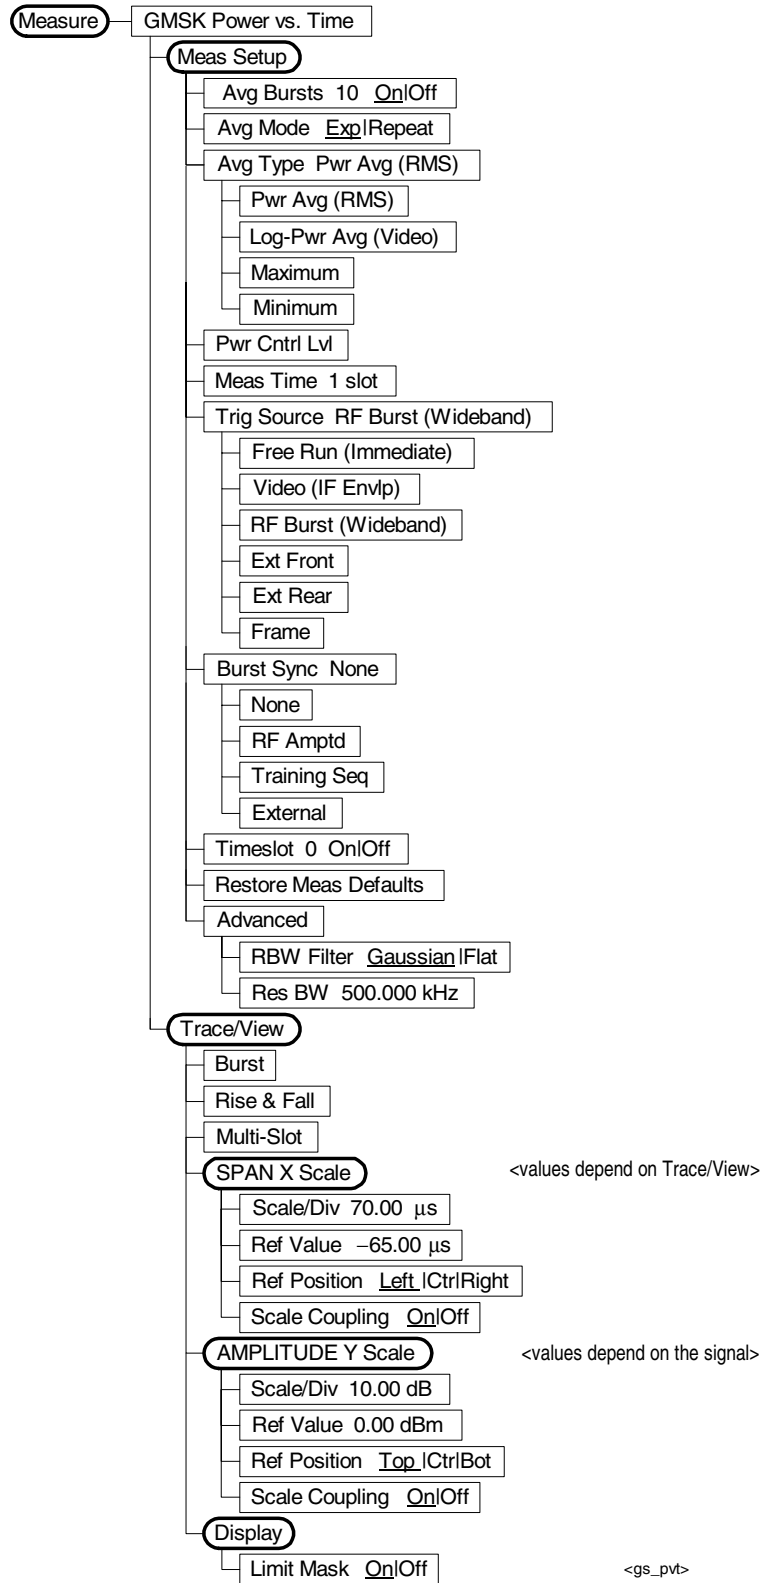 Measure GMSK Power vs. Time
Meas Setup
Avg Bursts 10 On|Off
Avg Mode Exp|Repeat
Avg Type Pwr Avg (RMS)
Pwr Avg (RMS)
Log-Pwr Avg (Video)
Maximum
Minimum
Pwr Cntrl Lvl
Meas Time 1 slot
Trig Source RF Burst (Wideband)
Free Run (Immediate)
Video (IF Envlp)
RF Burst (Wideband)
Ext Front
Ext Rear
Frame
Burst Sync None
None
RF Amptd
Training Seq
External
Timeslot 0 On|Off
Restore Meas Defaults
Advanced
RBW Filter Gaussian|Flat
Res BW 500.000 kHz
Trace/View
Burst
Rise & Fall
Multi-Slot
SPAN X Scale <values depend on Trace/View>
Scale/Div 70.00 μs
Ref Value −65.00 μs
Ref Position Left |Ctr|Right
Scale Coupling On|Off
AMPLITUDE Y Scale <values depend on the signal>
Scale/Div 10.00 dB
Ref Value 0.00 dBm
Ref Position Top |Ctr|Bot
Scale Coupling On|Off
Display
Limit Mask On|Off <gs_pvt>